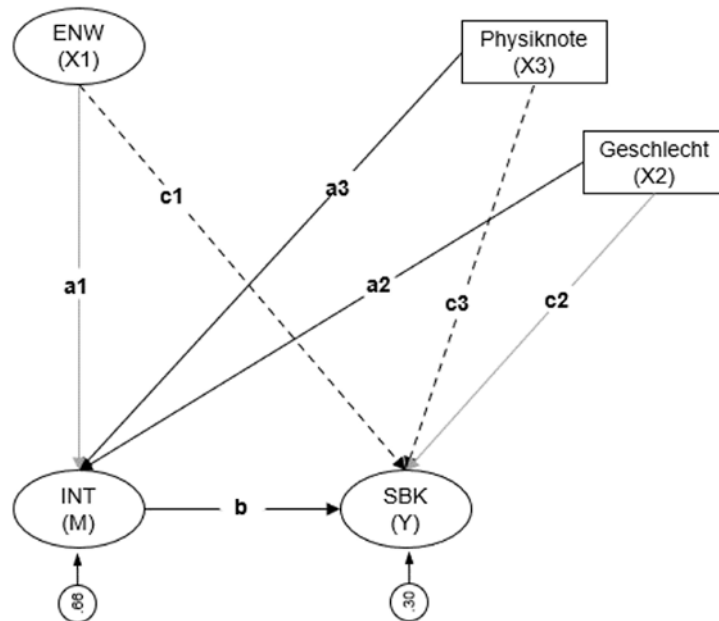 ENW
(X1)
Physiknote
(X3)
Geschlecht
(X2)
c1
a3
a1
a2
c3
c2
INT
(M)
b
SBK
(Y)
.66
.30